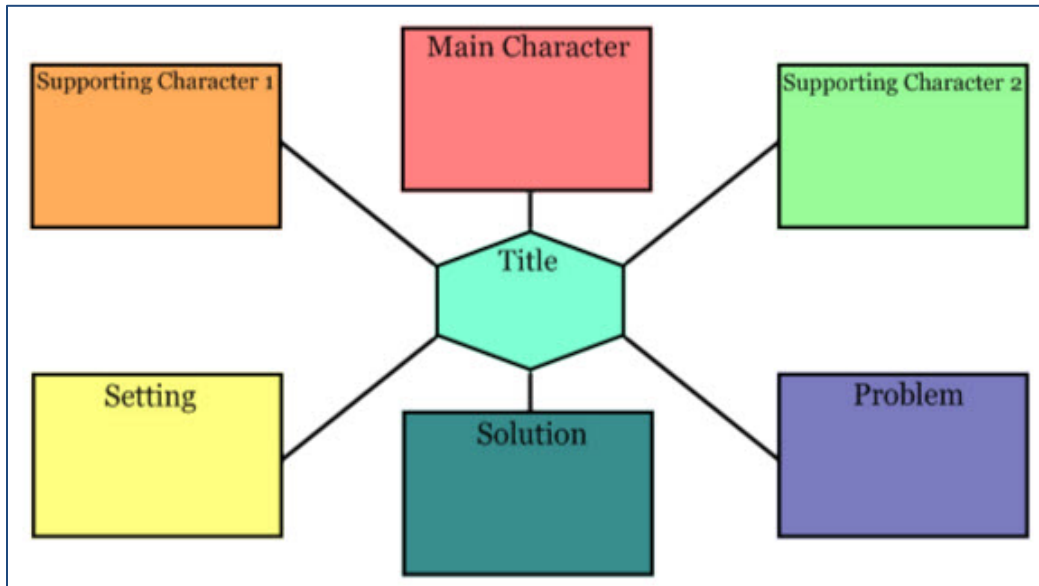 Main Character
Supporting Character 1
Supporting Character 2
Title
Setting
Solution
Problem